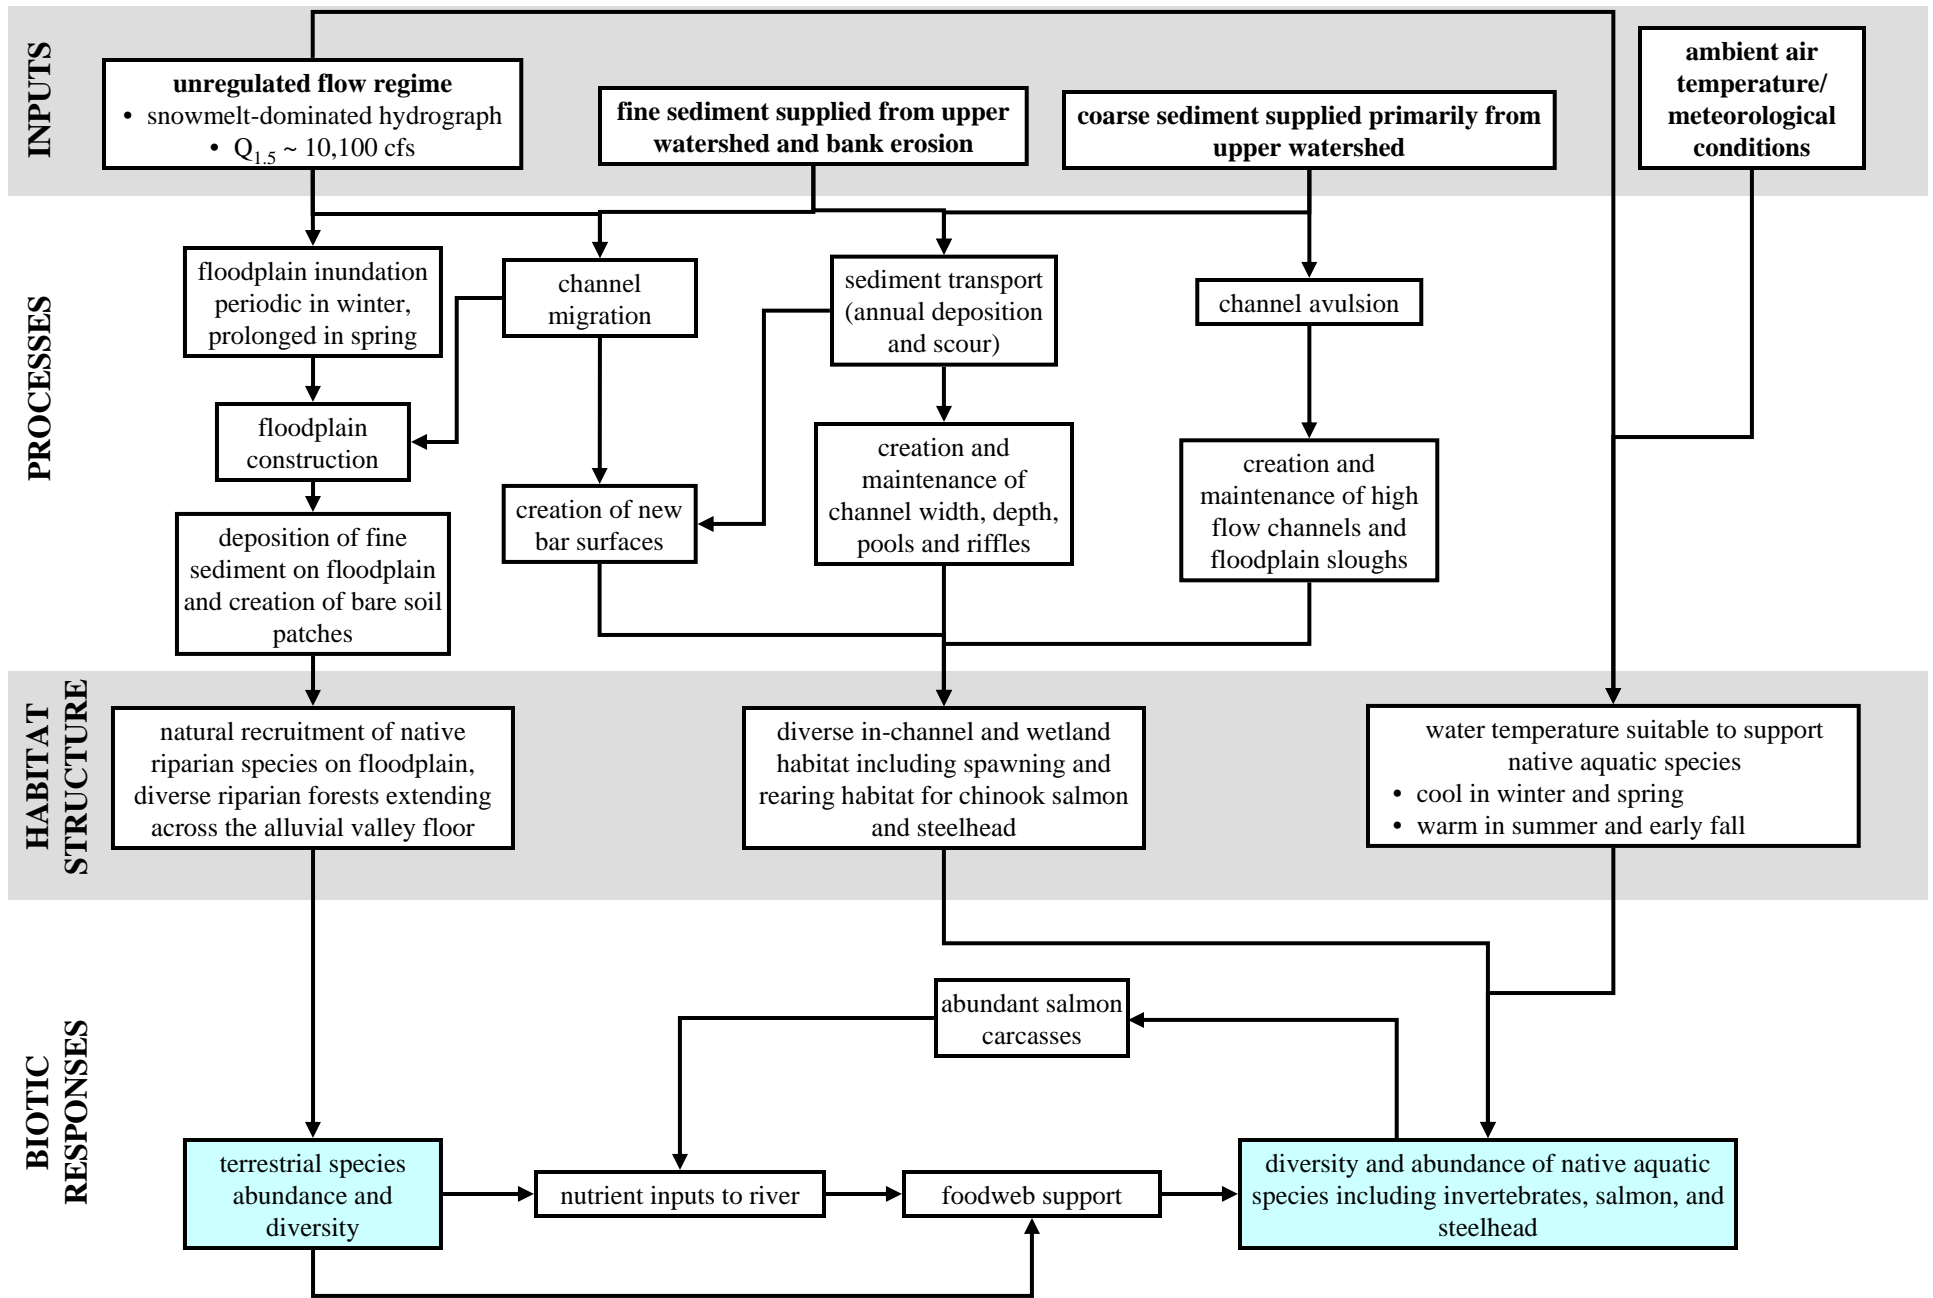 INPUTS
unregulated flow regime
• snowmelt-dominated hydrograph
• Q1.5 ~ 10,100 cfs
fine sediment supplied from upper
watershed and bank erosion
coarse sediment supplied primarily from
upper watershed
ambient air
temperature/
meteorological
conditions
PROCESSES
floodplain inundation
periodic in winter,
prolonged in spring
channel
migration
sediment transport
(annual deposition
and scour)
channel avulsion
floodplain
construction
creation of new
bar surfaces
creation and
maintenance of
channel width, depth,
pools and riffles
creation and
maintenance of high
flow channels and
floodplain sloughs
deposition of fine
sediment on floodplain
and creation of bare soil
patches
HABITAT
STRUCTURE
natural recruitment of native
riparian species on floodplain,
diverse riparian forests extending
across the alluvial valley floor
diverse in-channel and wetland
habitat including spawning and
rearing habitat for chinook salmon
and steelhead
water temperature suitable to support
native aquatic species
• cool in winter and spring
• warm in summer and early fall
BIOTIC
RESPONSES
abundant salmon
carcasses
terrestrial species
abundance and
diversity
nutrient inputs to river
foodweb support
diversity and abundance of native aquatic
species including invertebrates, salmon, and
steelhead